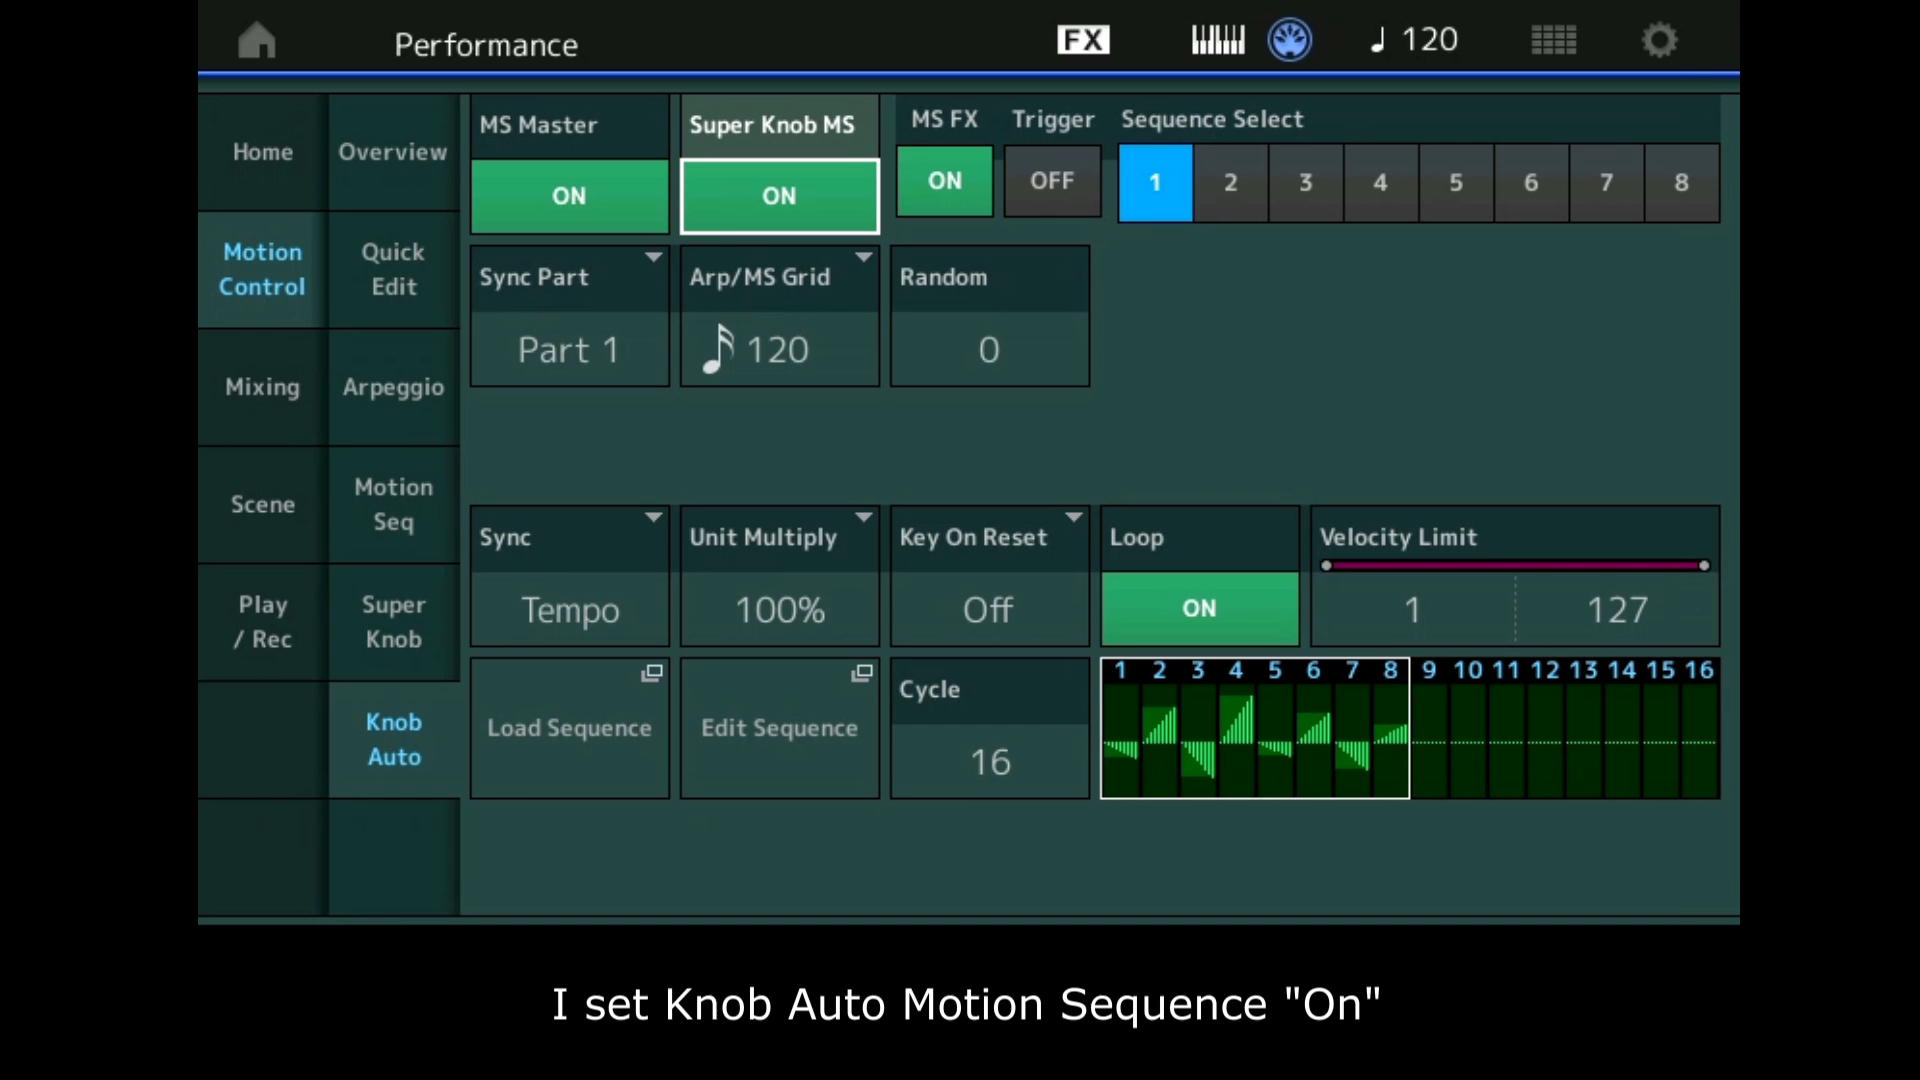 Performance
FX
120
Home
Overview
Motion
Control
Quick
Edit
Mixing
Arpeggio
Scene
Motion
Seq
Play
/ Rec
Super
Knob
Knob
Auto
MS Master
ON
Super Knob MS
ON
MS FX
ON
Trigger
OFF
Sequence Select
1 2 3 4 5 6 7 8
Sync Part
Part 1
Arp/MS Grid
120
Random
0
Sync
Tempo
Unit Multiply
100%
Key On Reset
Off
Loop
ON
Velocity Limit
1 127
Load Sequence
Edit Sequence
Cycle
16
1 2 3 4 5 6 7 8 9 10 11 12 13 14 15 16
I set Knob Auto Motion Sequence "On"